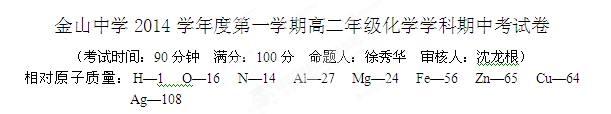 金山中学 2014 学年度第一学期高二年级化学学科期中考试卷
(考试时间：90 分钟 满分：100 分 命题人：徐秀华 审核人：沈龙根)
相对原子质量：H—1 O—16 N—14 Al—27 Mg—24 Fe—56 Zn—65 Cu—64
Ag—108